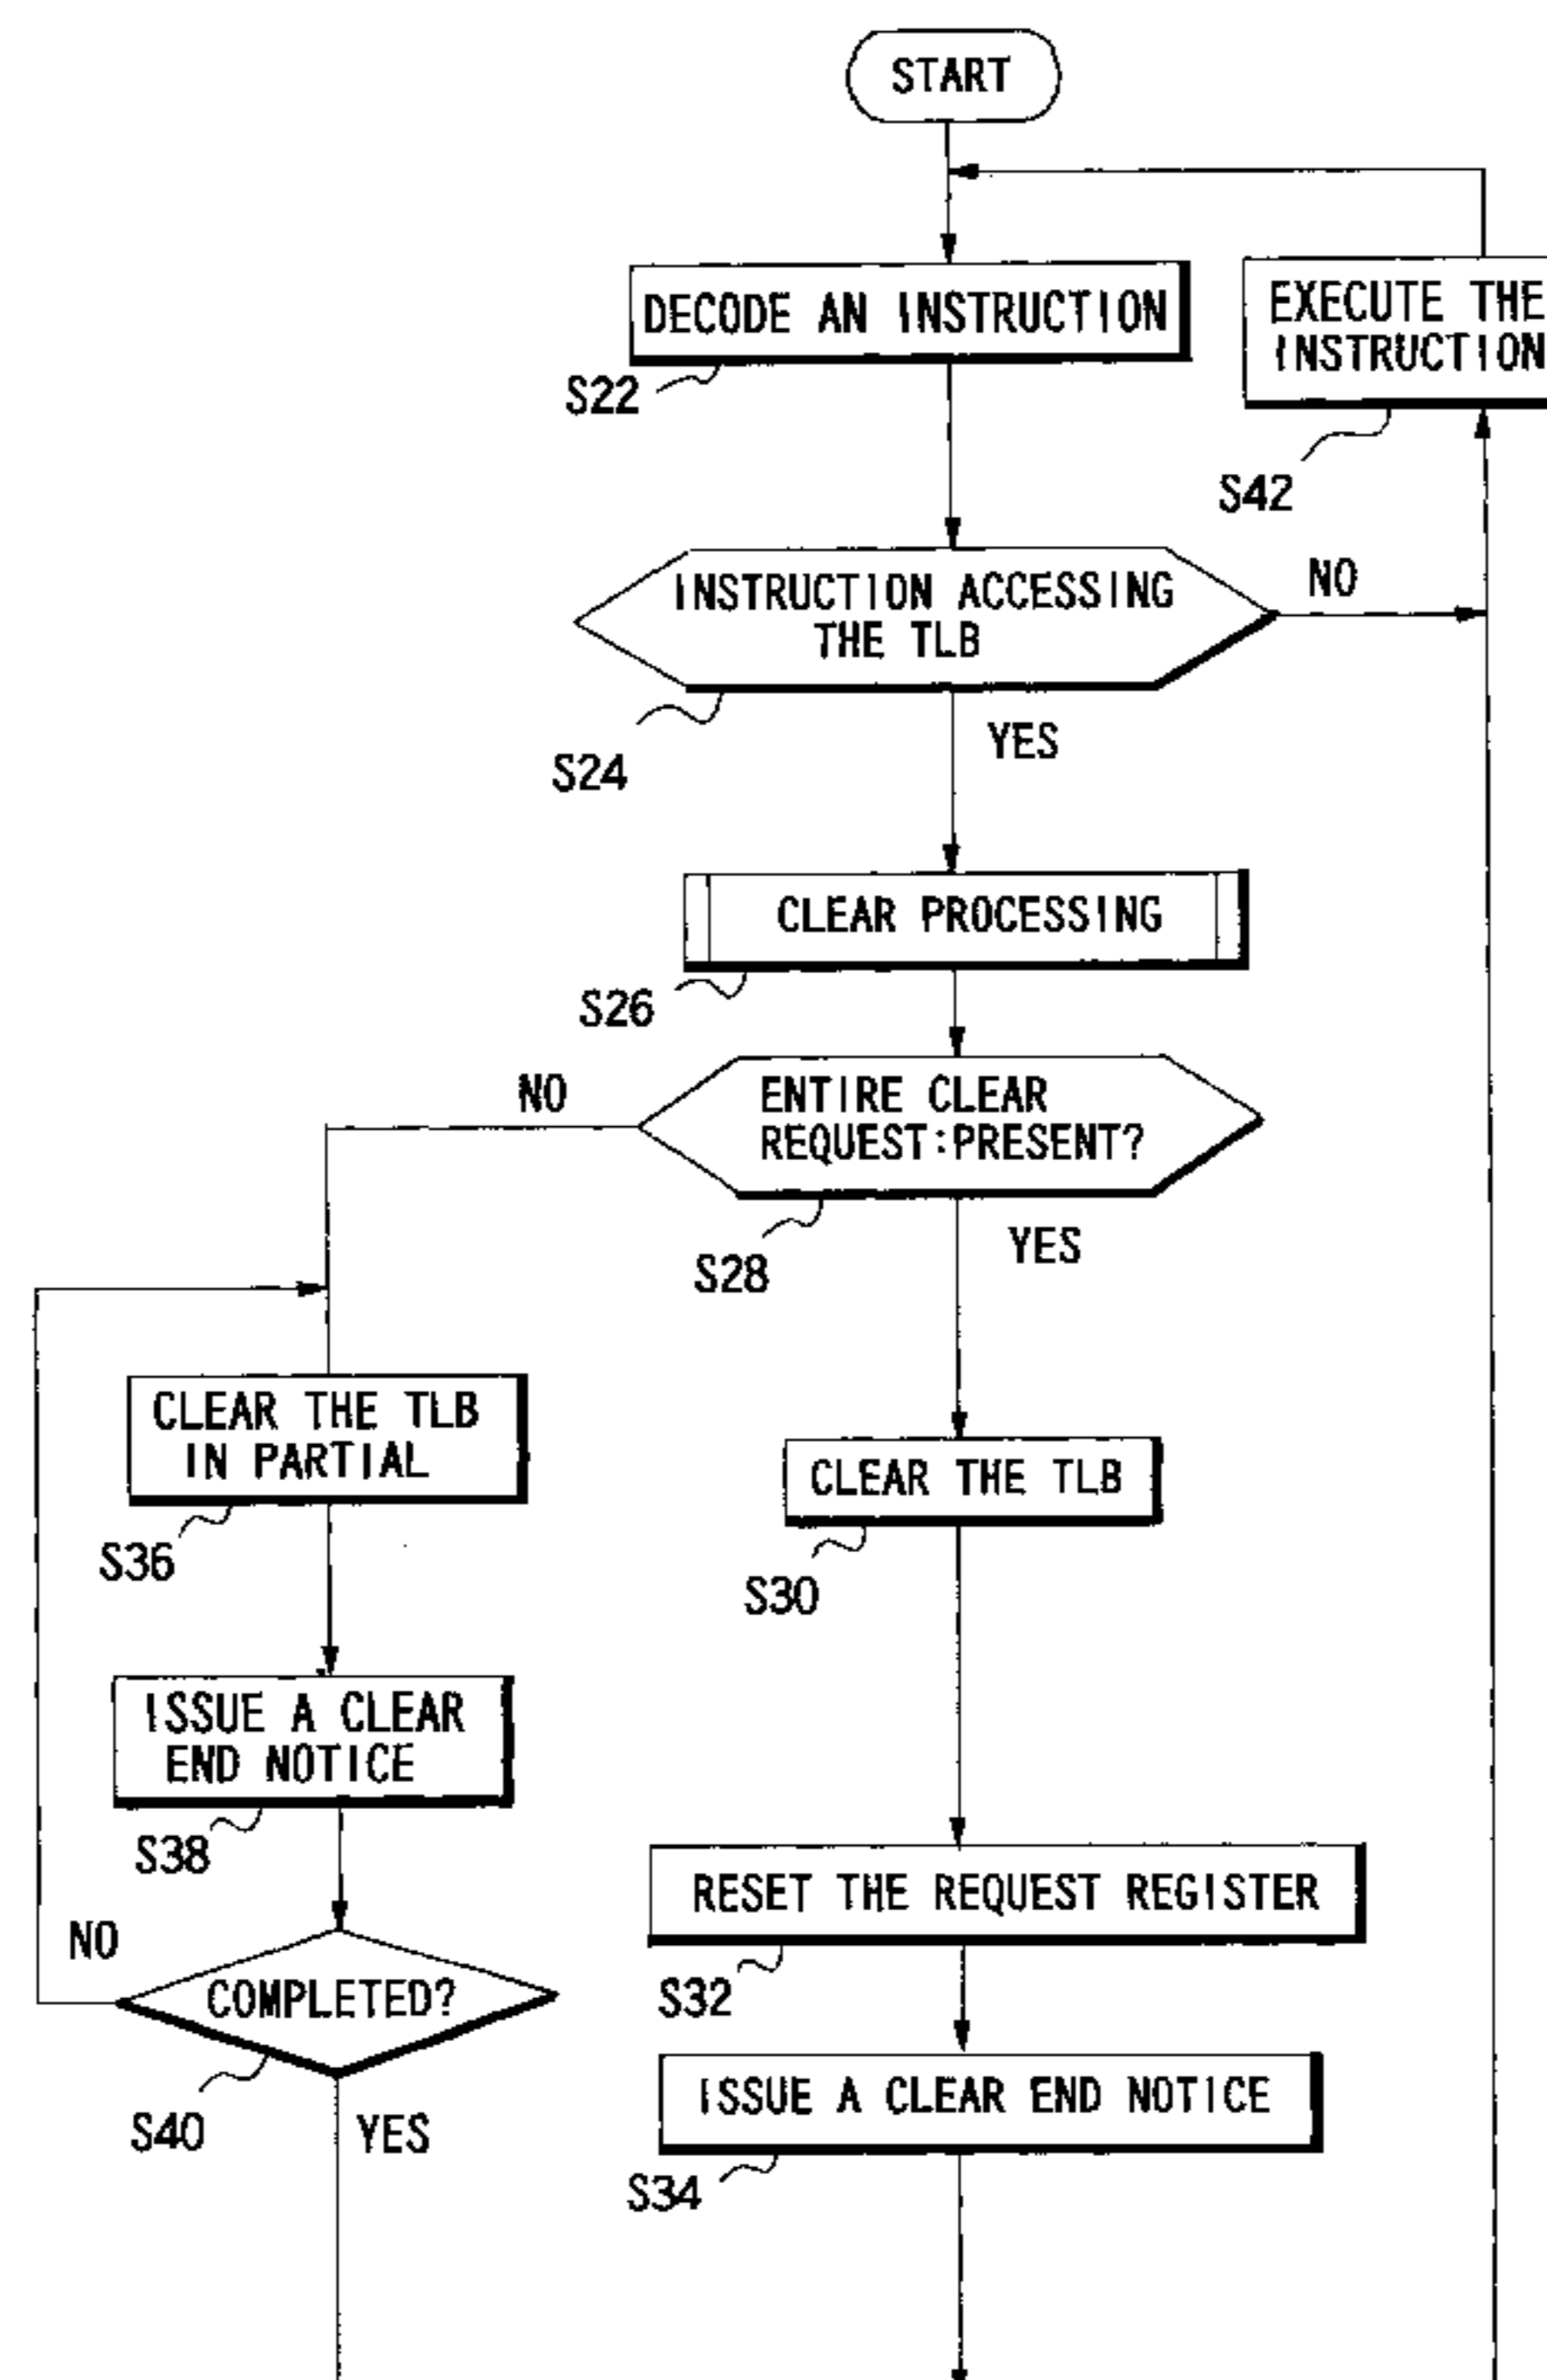 START
DECODE AN INSTRUCTION
S22
EXECUTE THE
INSTRUCTION
S42
INSTRUCTION ACCESSING
THE TLB
NO
S24
YES
CLEAR PROCESSING
S26
NO
ENTIRE CLEAR
REQUEST:PRESENT?
S28
YES
CLEAR THE TLB
IN PARTIAL
S36
CLEAR THE TLB
S30
ISSUE A CLEAR
END NOTICE
S38
RESET THE REQUEST REGISTER
S32
NO
COMPLETED?
S40
YES
ISSUE A CLEAR END NOTICE
S34